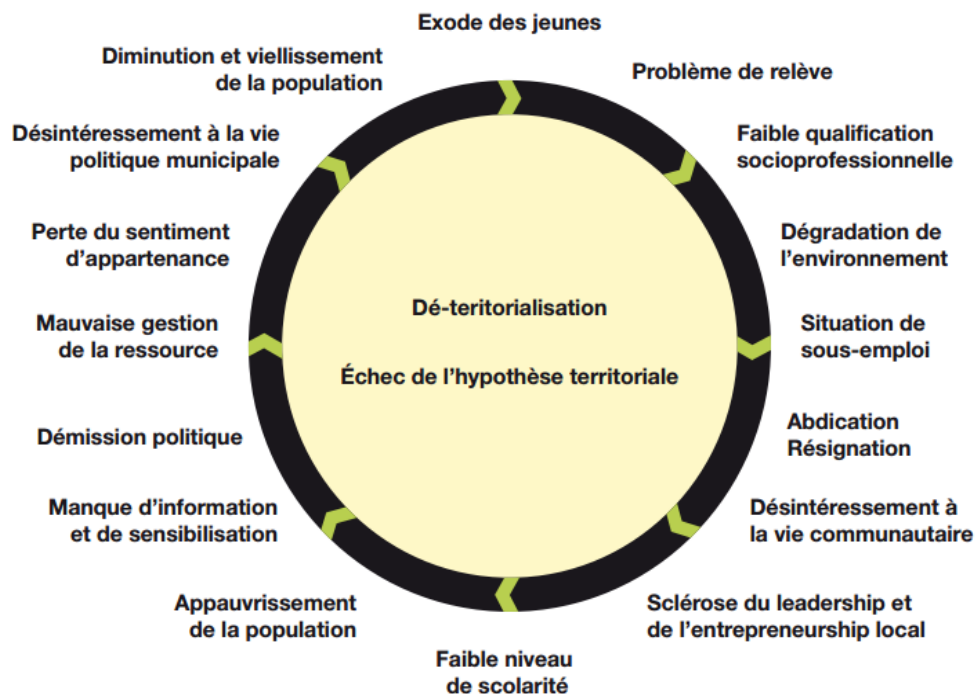 Exode des jeunes
Problème de relève
Faible qualification
socioprofessionnelle
Dégradation de
l'environnement
Situation de
sous-emploi
Abdication
Résignation
Désintéressement à
la vie communautaire
Sclérose du leadership et
de l'entrepreneurship local
Faible niveau
de scolarité
Appauvrissement
de la population
Manque d'information
et de sensibilisation
Démission politique
Mauvaise gestion
de la ressource
Perte du sentiment
d'appartenance
Désintéressement à la vie
politique municipale
Diminution et viellissement
de la population
Dé-teritorialisation
Échec de l'hypothèse territoriale